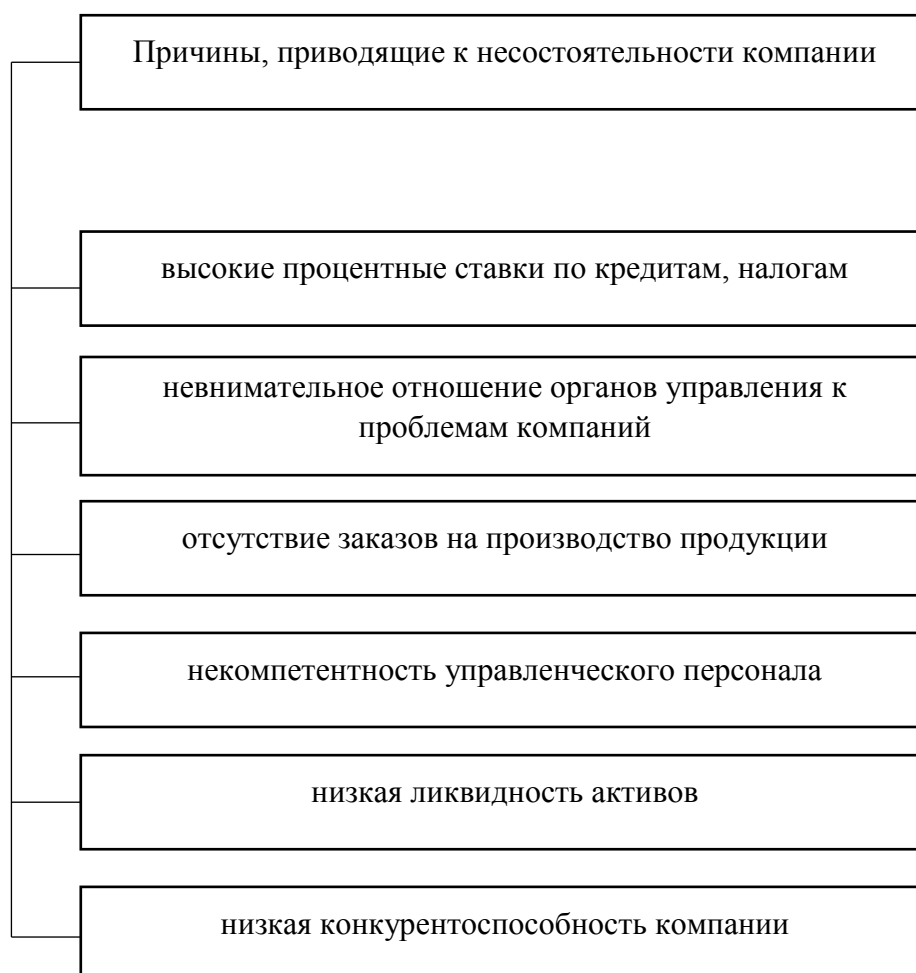 Причины, приводящие к несостоятельности компании
высокие процентные ставки по кредитам, налогам
невнимательное отношение органов управления к
проблемам компаний
отсутствие заказов на производство продукции
некомпетентность управленческого персонала
низкая ликвидность активов
низкая конкурентоспособность компании